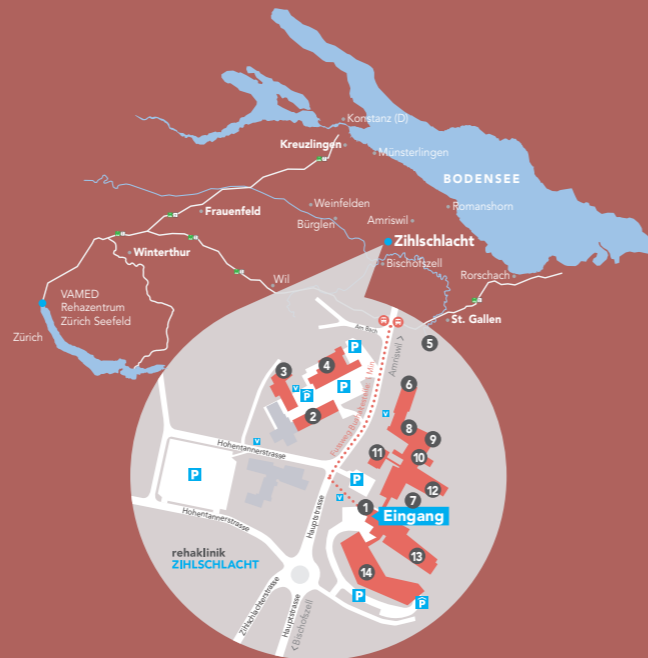 Konstanz (D)
Kreuzlingen
Münsterlingen
BODENSEE
Weinfelden
Frauenfeld
Romanshorn
Bürglen
Amriswil
Zihlschlacht
Winterthur
Bischofszell
Wil
Rorschach
VAMED
Rehazentrum
Zürich Seefeld
St. Gallen
Zürich
Am Bach
Amriswil >
5
P
4
3
P
6
P
2
V
V
8
9
Hohentannerstrasse
V
11
10
P
P
12
V
7
1
Eingang
Hohentannerstrasse
Hauptstrasse
13
rehaklinik
ZIHLSCHLACHT
14
P
P
Zihlschlachterstrasse
Hauptstrasse
< Bischofszell